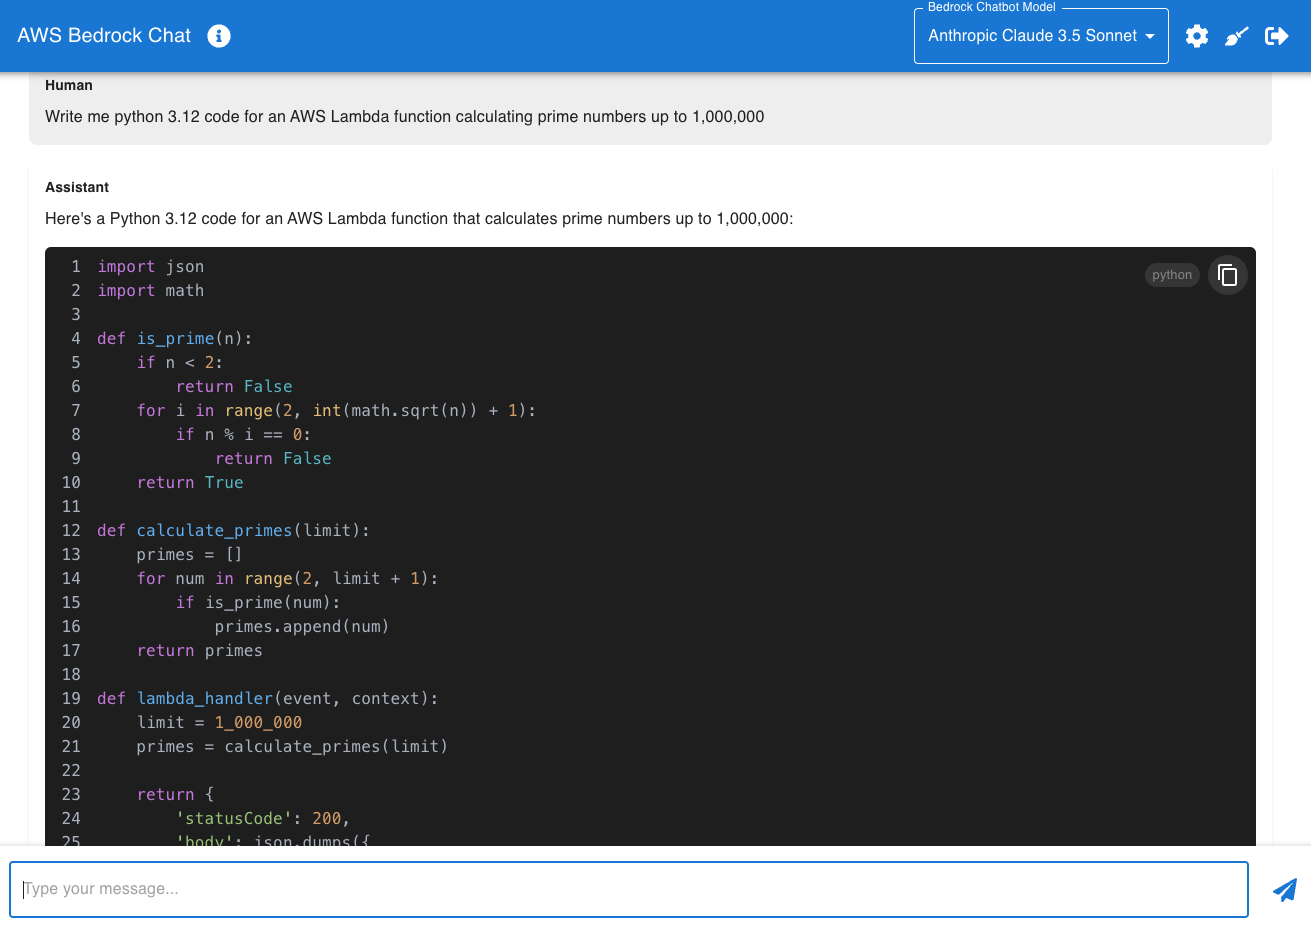 AWS Bedrock Chat
Bedrock Chatbot Model
Anthropic Claude 3.5 Sonnet
Human
Write me python 3.12 code for an AWS Lambda function calculating prime numbers up to 1,000,000
Assistant
Here's a Python 3.12 code for an AWS Lambda function that calculates prime numbers up to 1,000,000:
python
1 import json
2 import math
3
4 def is_prime(n):
5     if n < 2:
6         return False
7     for i in range(2, int(math.sqrt(n)) + 1):
8         if n % i == 0:
9             return False
10     return True
11
12 def calculate_primes(limit):
13     primes = []
14     for num in range(2, limit + 1):
15         if is_prime(num):
16             primes.append(num)
17     return primes
18
19 def lambda_handler(event, context):
20     limit = 1_000_000
21     primes = calculate_primes(limit)
22
23     return {
24         'statusCode': 200,
25         'body': json.dumps({
Type your message...